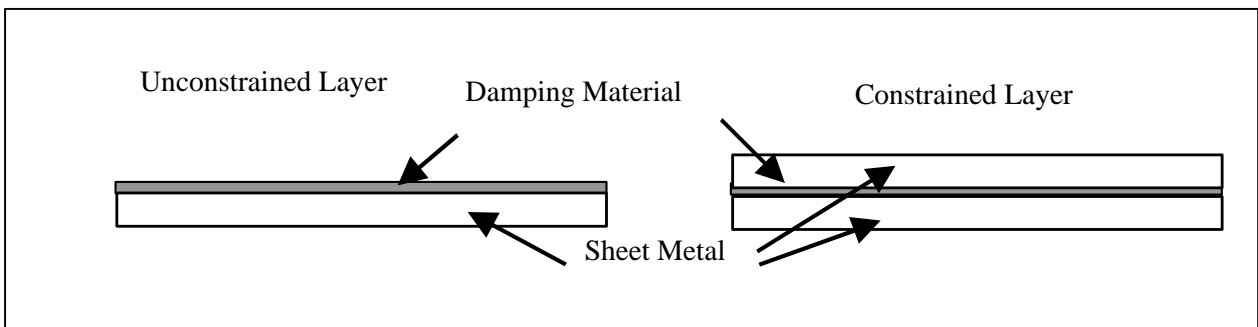 Unconstrained Layer
Damping Material
Constrained Layer
Sheet Metal